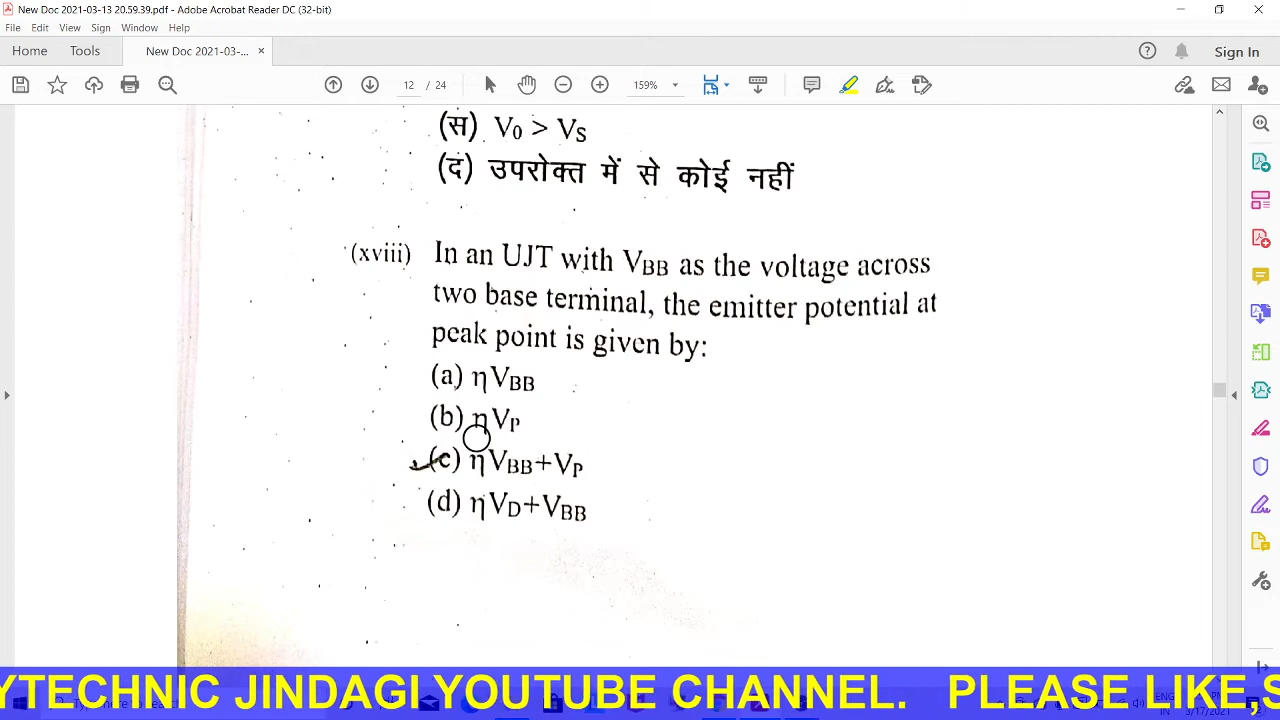 New Doc 2021-03-13 20.59.39.pdf - Adobe Acrobat Reader DC (32-bit)
File Edit View Sign Window Help
Home Tools New Doc 2021-03-... × Sign In
12 / 24 159%
(स) V0 > VS
(द) उपरोक्त में से कोई नहीं
(xviii) In an UJT with VBB as the voltage across
two base terminal, the emitter potential at
peak point is given by:
(a) ηVBB
(b) ηVP
(c) ηVBB+VP
(d) ηVD+VBB
YTECHNIC JINDAGI YOUTUBE CHANNEL. PLEASE LIKE,S